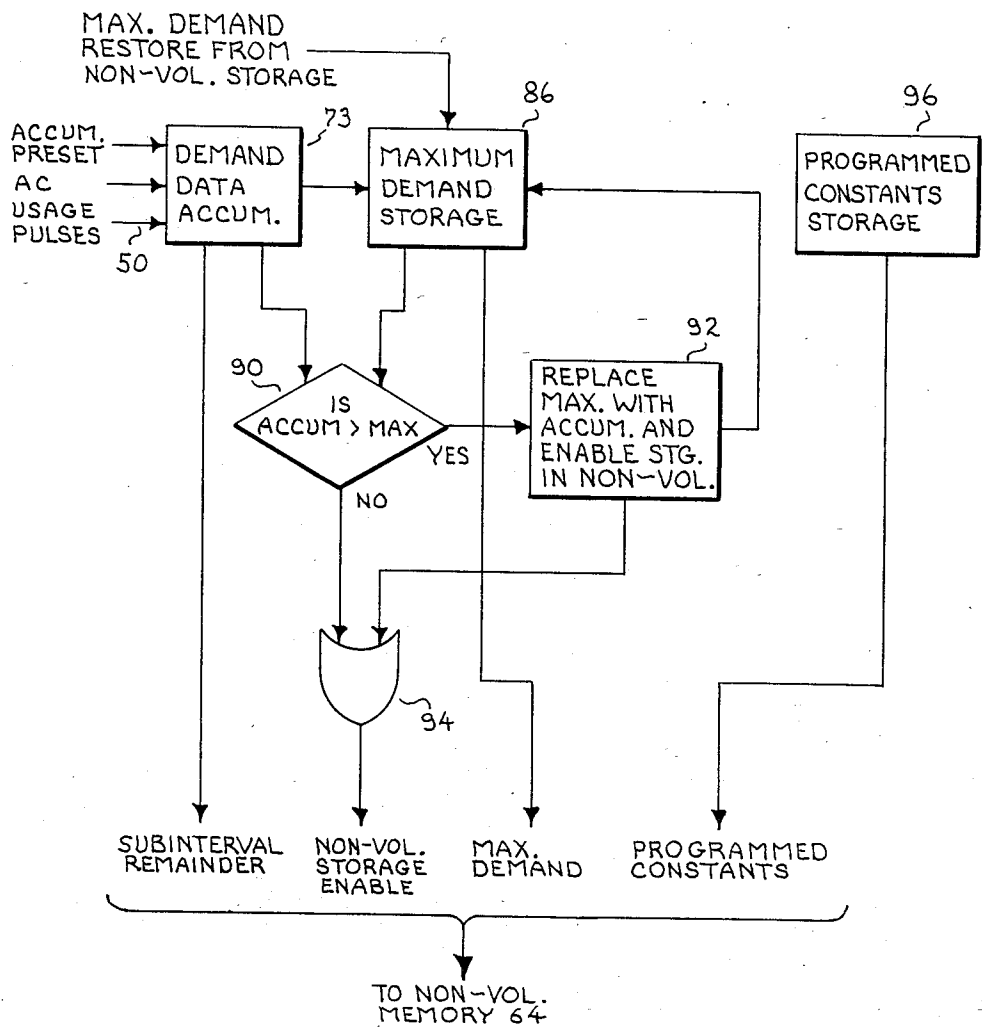 MAX. DEMAND
RESTORE FROM
NON-VOL. STORAGE
86
96
73
ACCUM.
PRESET
AC
USAGE
PULSES
50
DEMAND
DATA
ACCUM.
MAXIMUM
DEMAND
STORAGE
PROGRAMMED
CONSTANTS
STORAGE
92
90
IS
ACCUM > MAX
YES
NO
REPLACE
MAX. WITH
ACCUM. AND
ENABLE STG.
IN NON-VOL.
94
SUBINTERVAL
REMAINDER
NON-VOL.
STORAGE
ENABLE
MAX.
DEMAND
PROGRAMMED
CONSTANTS
TO NON-VOL.
MEMORY 64